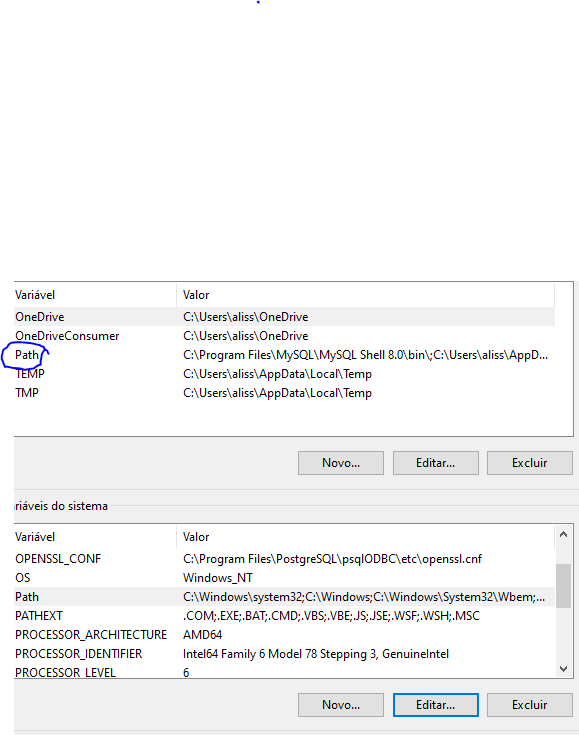 Variável Valor
OneDrive C:\Users\aliss\OneDrive
OneDriveConsumer C:\Users\aliss\OneDrive
Path C:\Program Files\MySQL\MySQL Shell 8.0\bin\;C:\Users\aliss\AppD...
TEMP C:\Users\aliss\AppData\Local\Temp
TMP C:\Users\aliss\AppData\Local\Temp
Novo... Editar... Excluir
riáveis do sistema
Variável Valor
OPENSSL_CONF C:\Program Files\PostgreSQL\psqlODBC\etc\openssl.cnf
OS Windows_NT
Path C:\Windows\system32;C:\Windows;C:\Windows\System32\Wbem;...
PATHEXT .COM;.EXE;.BAT;.CMD;.VBS;.VBE;.JS;.JSE;.WSF;.WSH;.MSC
PROCESSOR_ARCHITECTURE AMD64
PROCESSOR_IDENTIFIER Intel64 Family 6 Model 78 Stepping 3, GenuineIntel
PROCESSOR_LEVEL 6
Novo... Editar... Excluir